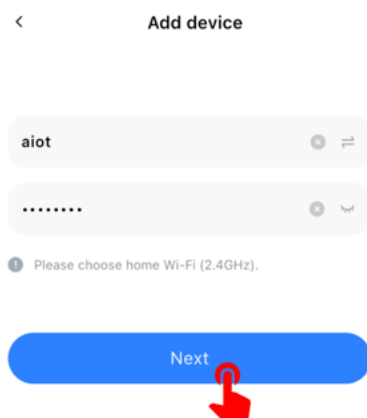 Add device
aiot
••••••••
Please choose home Wi-Fi (2.4GHz).
Next